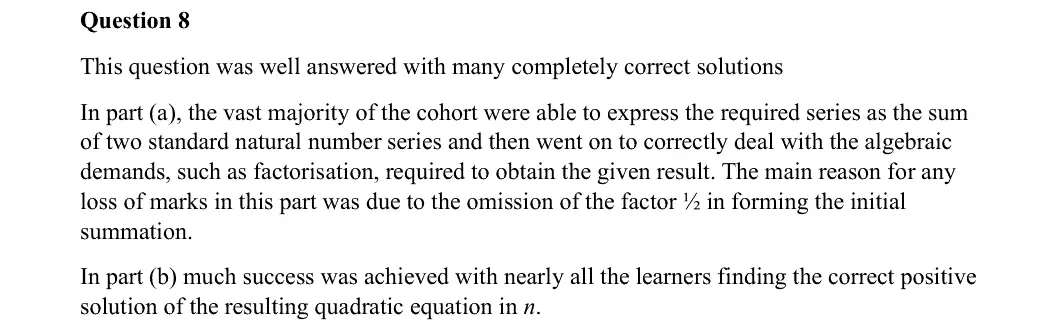 Question 8
This question was well answered with many completely correct solutions
In part (a), the vast majority of the cohort were able to express the required series as the sum
of two standard natural number series and then went on to correctly deal with the algebraic
demands, such as factorisation, required to obtain the given result. The main reason for any
loss of marks in this part was due to the omission of the factor ½ in forming the initial
summation.
In part (b) much success was achieved with nearly all the learners finding the correct positive
solution of the resulting quadratic equation in n.